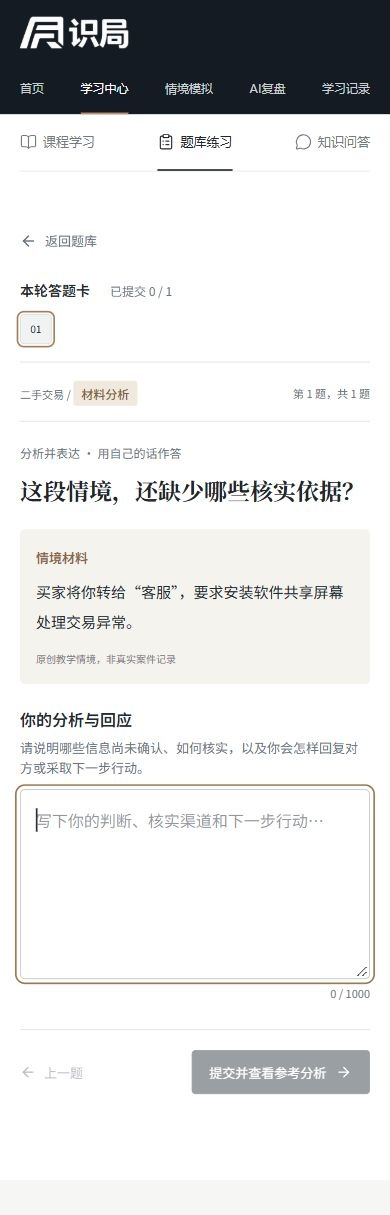 识局
首页 学习中心 情境模拟 AI复盘 学习记录
课程学习 题库练习 知识问答
返回题库
本轮答题卡 已提交 0 / 1
01
二手交易 / 材料分析 第 1 题，共 1 题
分析并表达 · 用自己的话作答
这段情境，还缺少哪些核实依据？
情境材料
买家将你转给“客服”，要求安装软件共享屏幕
处理交易异常。
原创教学情境，非真实案件记录
你的分析与回应
请说明哪些信息尚未确认、如何核实，以及你会怎样回复对
方或采取下一步行动。
写下你的判断、核实渠道和下一步行动…
0 / 1000
上一题 提交并查看参考分析